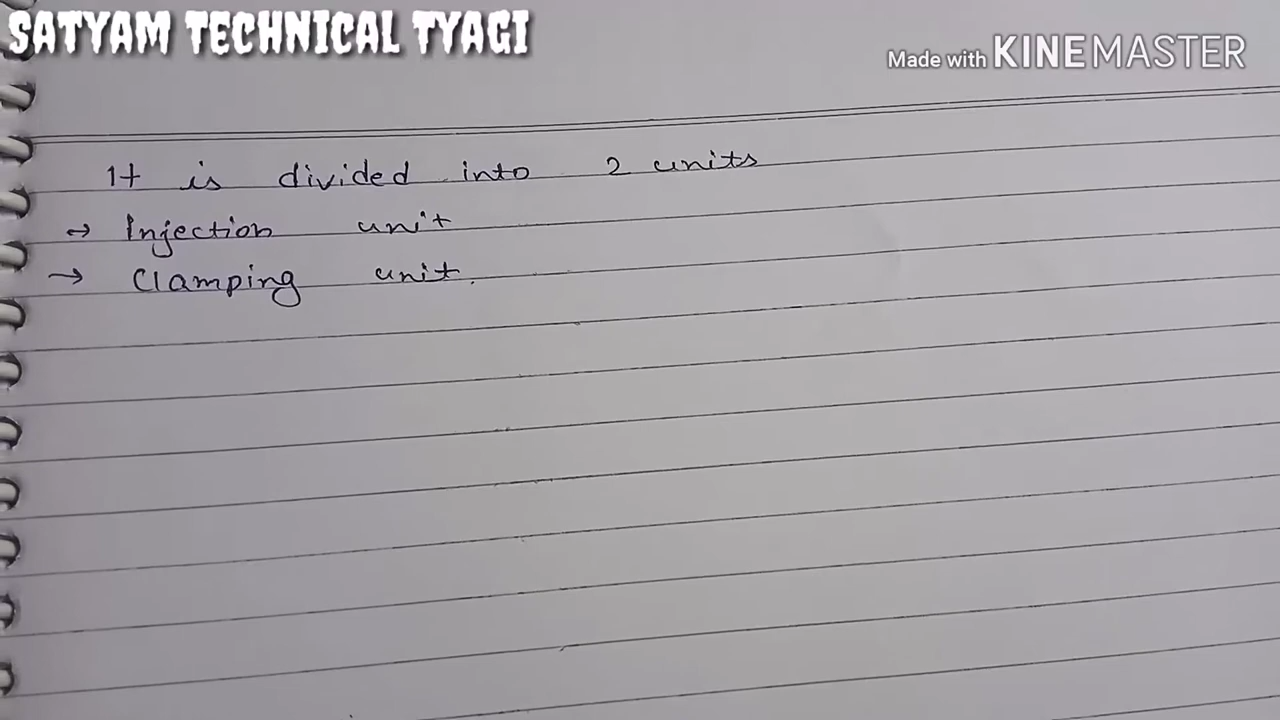 SATYAM TECHNICAL TYAGI
Made with KINEMASTER
It is divided into 2 units
→ Injection unit
→ Clamping unit.